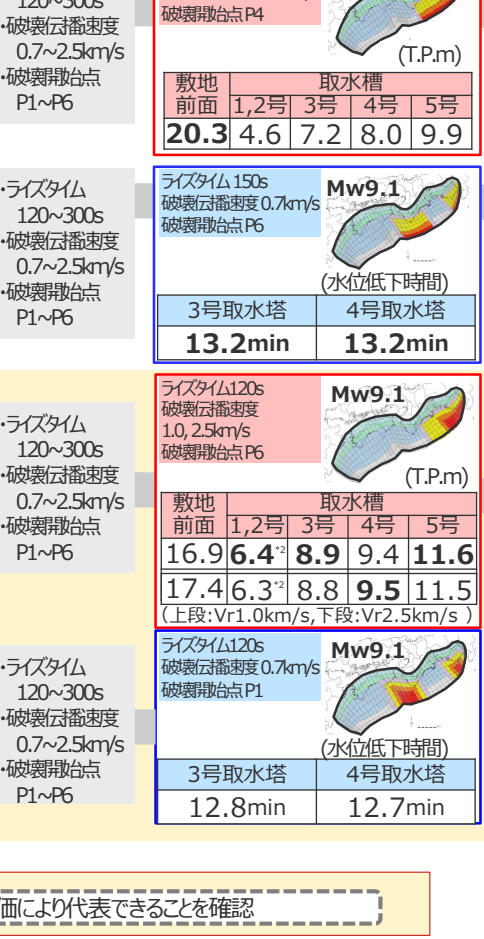 120~300s
・破壊伝播速度
0.7~2.5km/s
・破壊開始点
P1~P6
破壊開始点P4
(T.P.m)
敷地前面 取水槽
1,2号 3号 4号 5号
20.3 4.6 7.2 8.0 9.9
・ライズタイム
120~300s
・破壊伝播速度
0.7~2.5km/s
・破壊開始点
P1~P6
ライズタイム 150s
破壊伝播速度 0.7km/s
破壊開始点 P6
Mw9.1
(水位低下時間)
3号取水塔 4号取水塔
13.2min 13.2min
・ライズタイム
120~300s
・破壊伝播速度
0.7~2.5km/s
・破壊開始点
P1~P6
ライズタイム120s
破壊伝播速度
1.0, 2.5km/s
破壊開始点 P6
Mw9.1
(T.P.m)
敷地前面 取水槽
1,2号 3号 4号 5号
16.9 6.4*2 8.9 9.4 11.6
17.4 6.3*2 8.8 9.5 11.5
(上段:Vr1.0km/s,下段:Vr2.5km/s )
・ライズタイム
120~300s
・破壊伝播速度
0.7~2.5km/s
・破壊開始点
P1~P6
ライズタイム120s
破壊伝播速度 0.7km/s
破壊開始点 P1
Mw9.1
(水位低下時間)
3号取水塔 4号取水塔
12.8min 12.7min
価により代表できることを確認